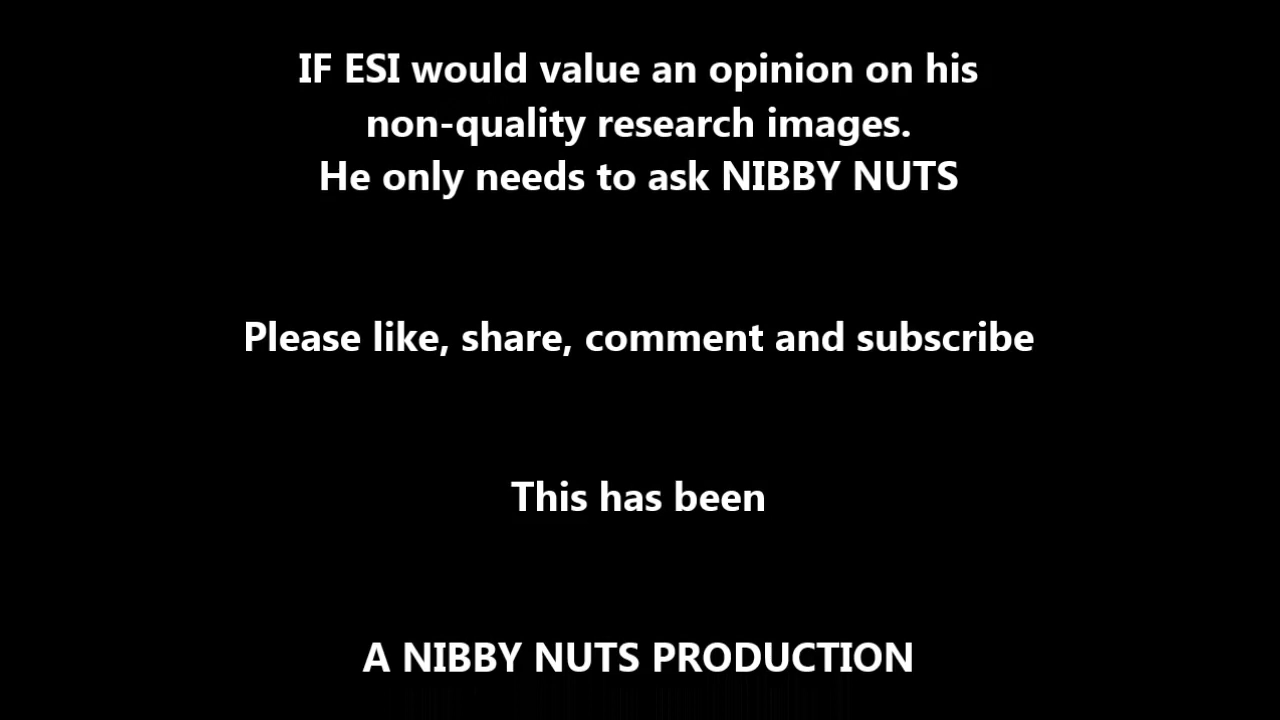 IF ESI would value an opinion on his
non-quality research images.
He only needs to ask NIBBY NUTS
Please like, share, comment and subscribe
This has been
A NIBBY NUTS PRODUCTION